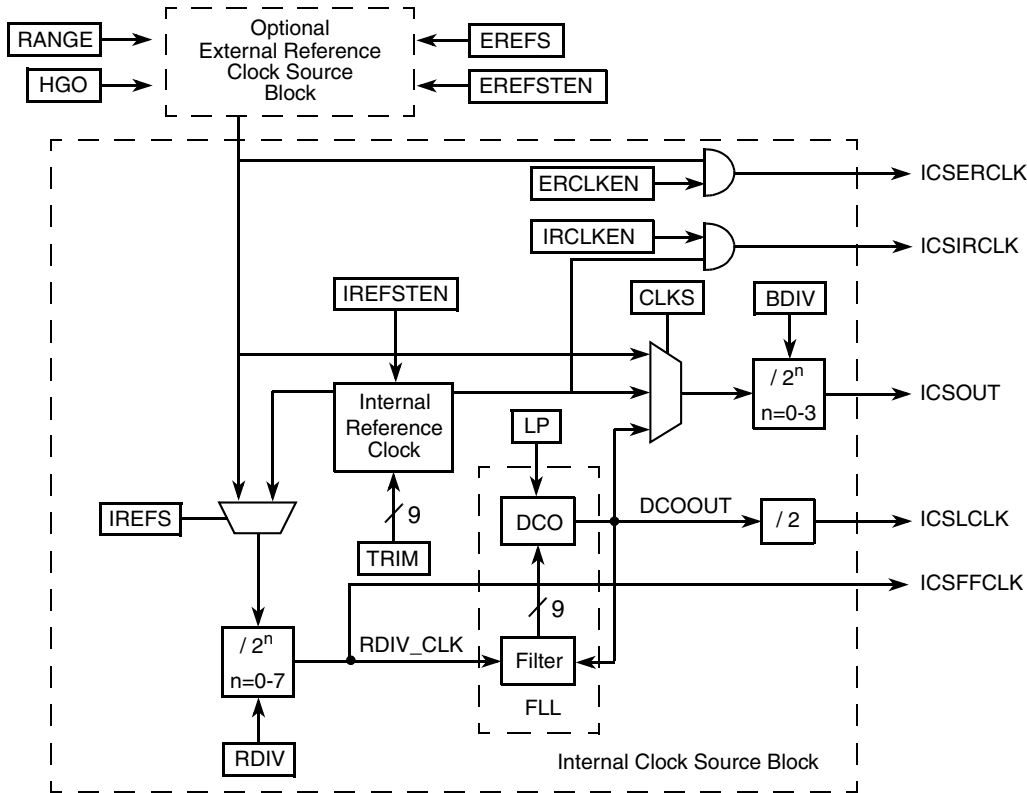 Optional
External Reference
Clock Source
Block
RANGE
EREFS
HGO
EREFSTEN
ICSERCLK
ERCLKEN
IRCLKEN
ICSIRCLK
IREFSTEN
CLKS
BDIV
Internal
Reference
Clock
/ 2ⁿ
n=0-3
ICSOUT
LP
IREFS
9
DCO
DCOOUT
/ 2
ICSLCLK
TRIM
ICSFFCLK
9
/ 2ⁿ
n=0-7
RDIV_CLK
Filter
FLL
RDIV
Internal Clock Source Block